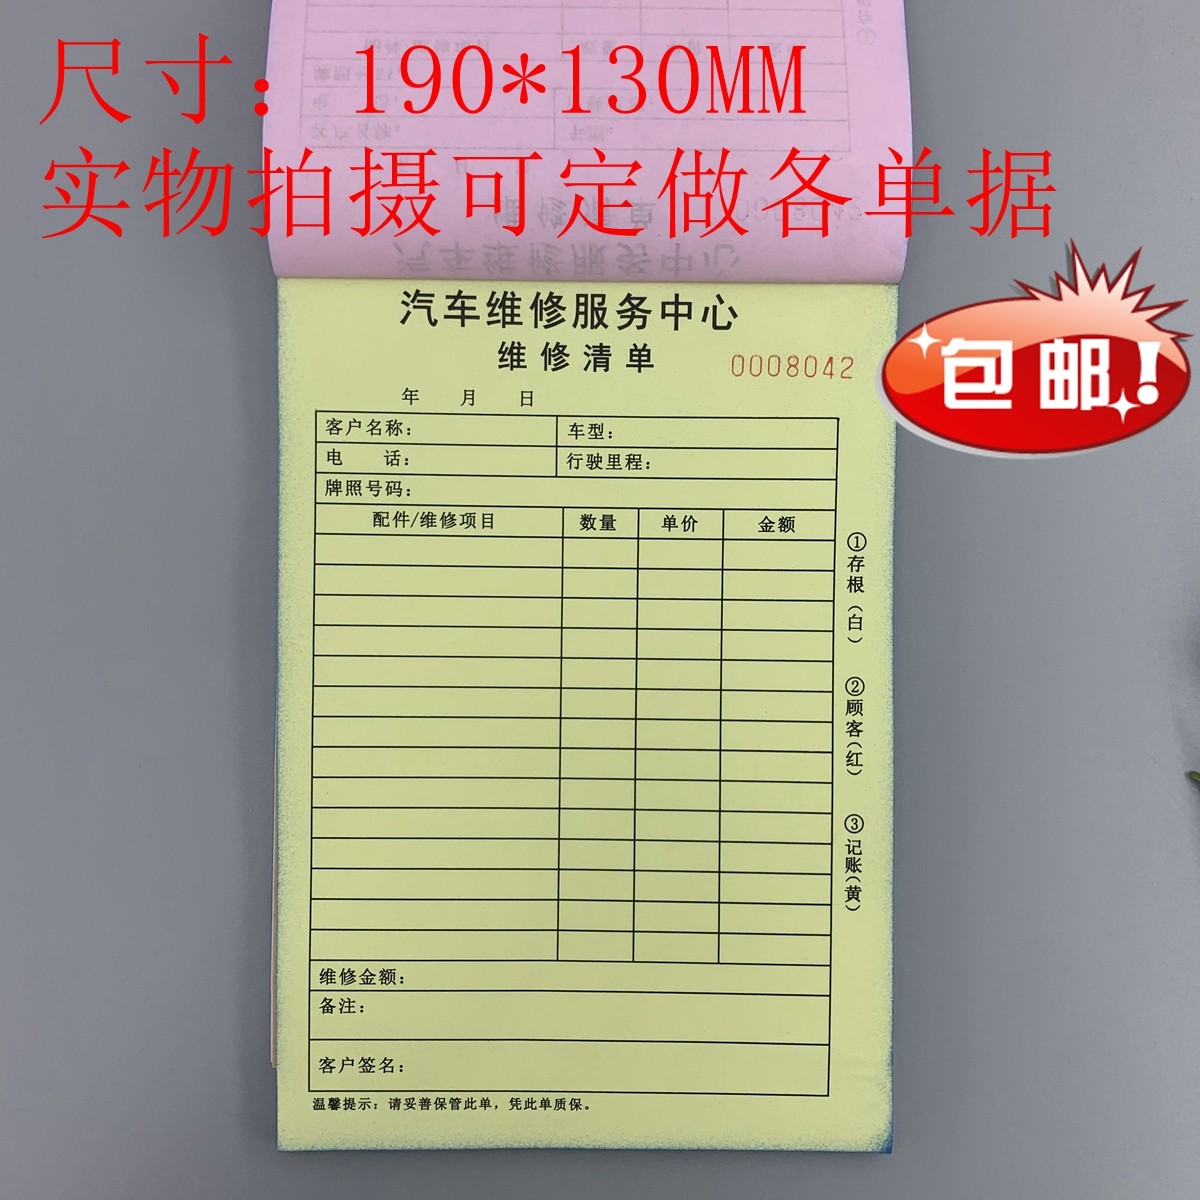 尺寸：190*130MM
实物拍摄可定做各单据
包邮！
汽车维修服务中心
维修清单
0008042
年 月 日
客户名称：
车型：
电 话：
行驶里程：
牌照号码：
配件/维修项目 数量 单价 金额
①存根（白）
②顾客（红）
③记账（黄）
维修金额：
备注：
客户签名：
温馨提示：请妥善保管此单，凭此单质保。